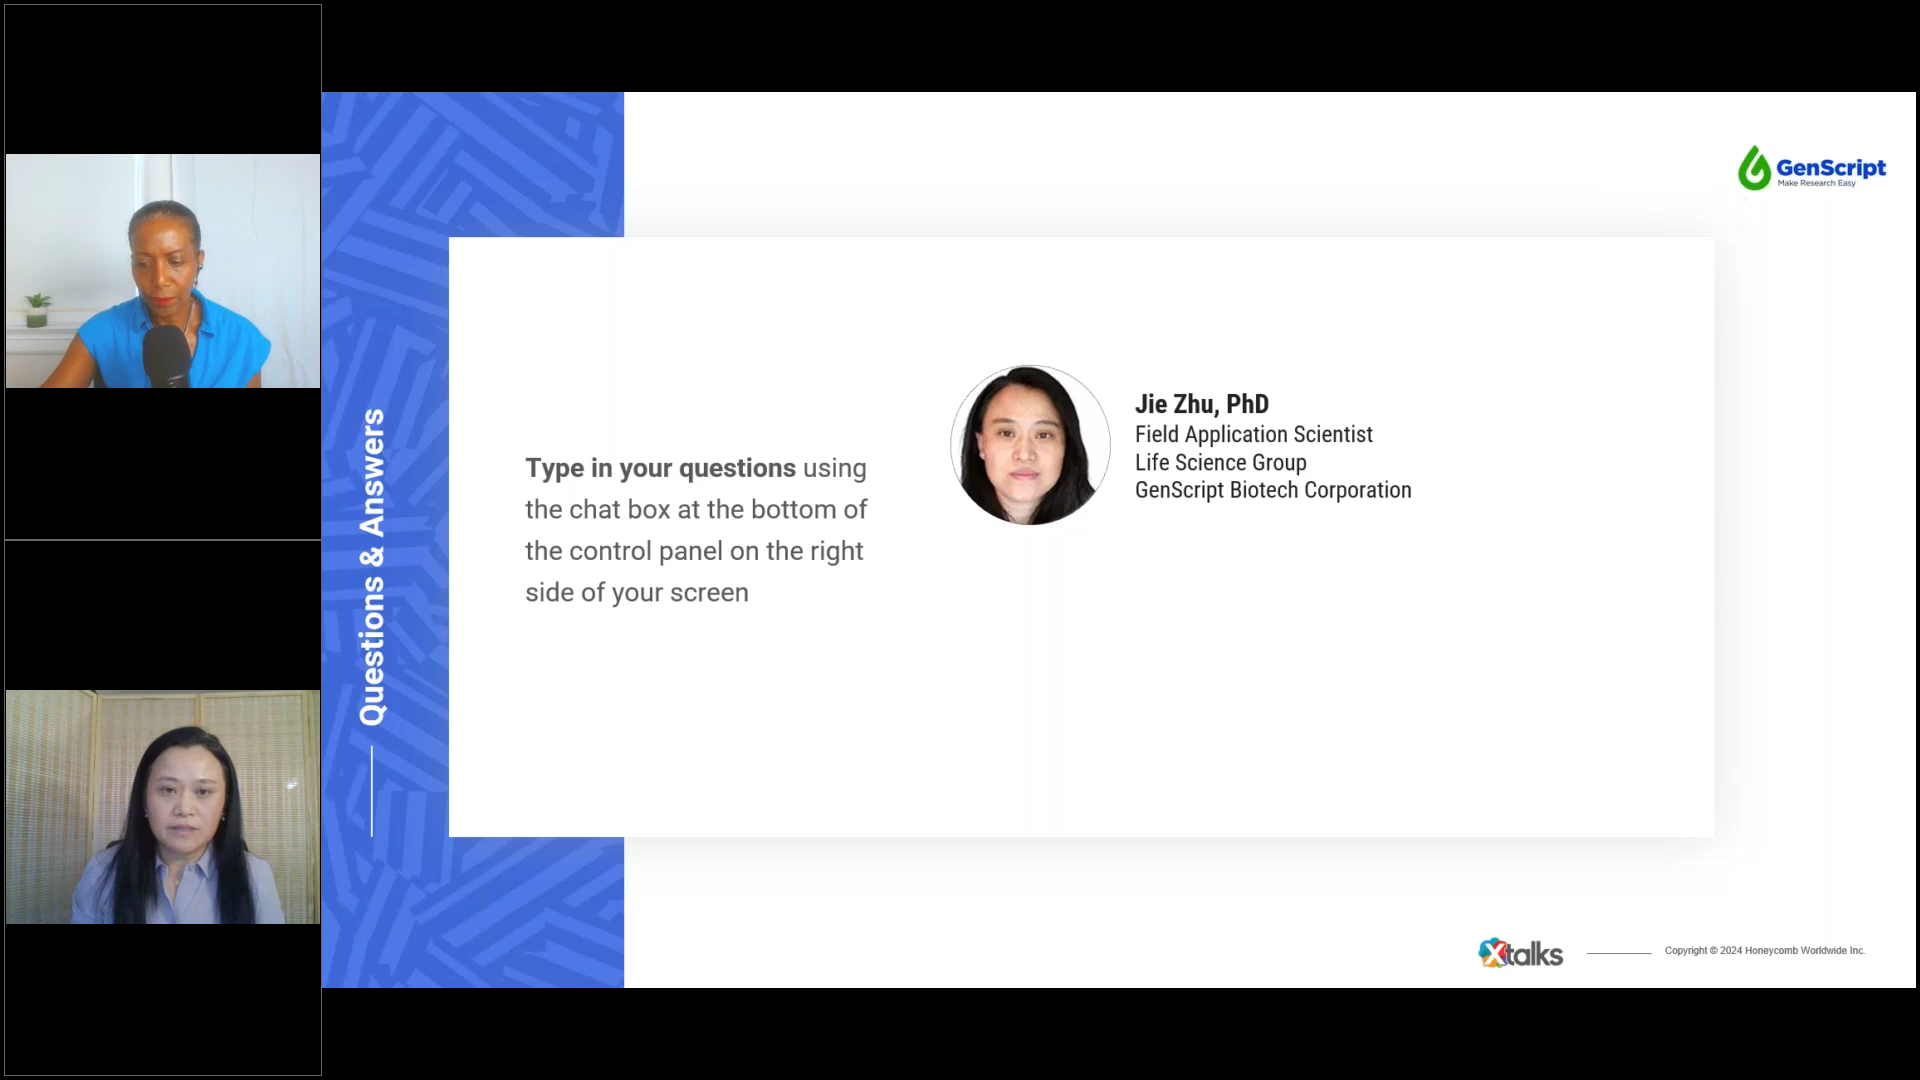 GenScript
Make Research Easy
Questions & Answers
Type in your questions using
the chat box at the bottom of
the control panel on the right
side of your screen
Jie Zhu, PhD
Field Application Scientist
Life Science Group
GenScript Biotech Corporation
Xtalks
Copyright © 2024 Honeycomb Worldwide Inc.